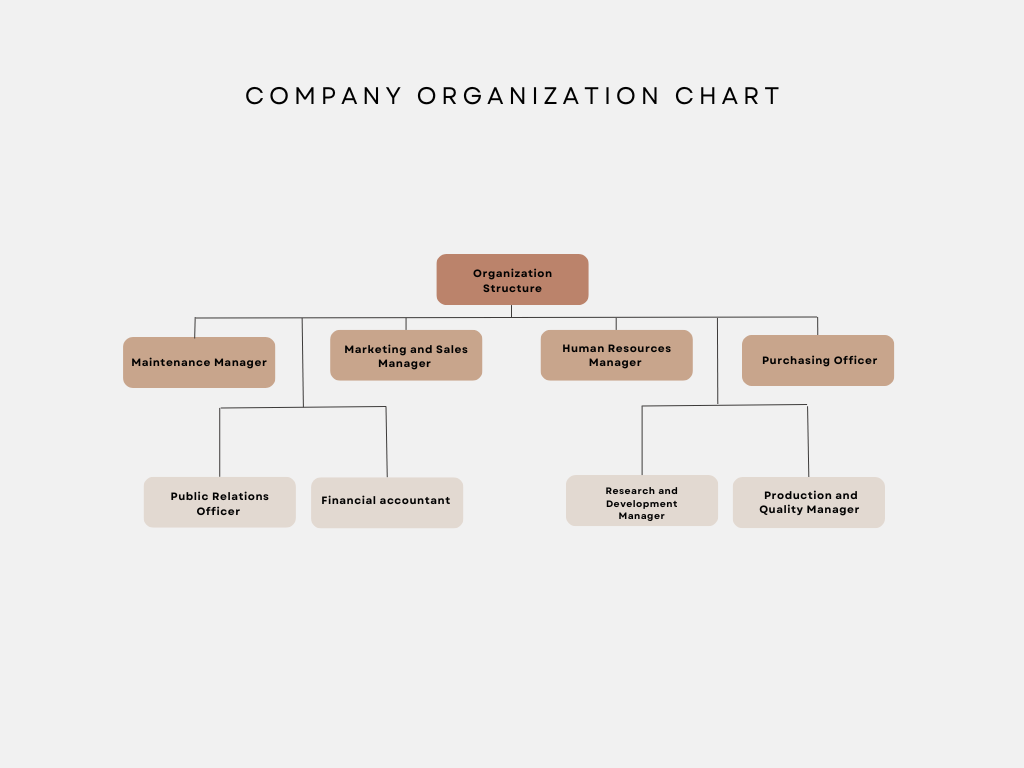 COMPANY ORGANIZATION CHART
Organization
Structure
Maintenance Manager
Marketing and Sales
Manager
Human Resources
Manager
Purchasing Officer
Public Relations
Officer
Financial accountant
Research and
Development
Manager
Production and
Quality Manager